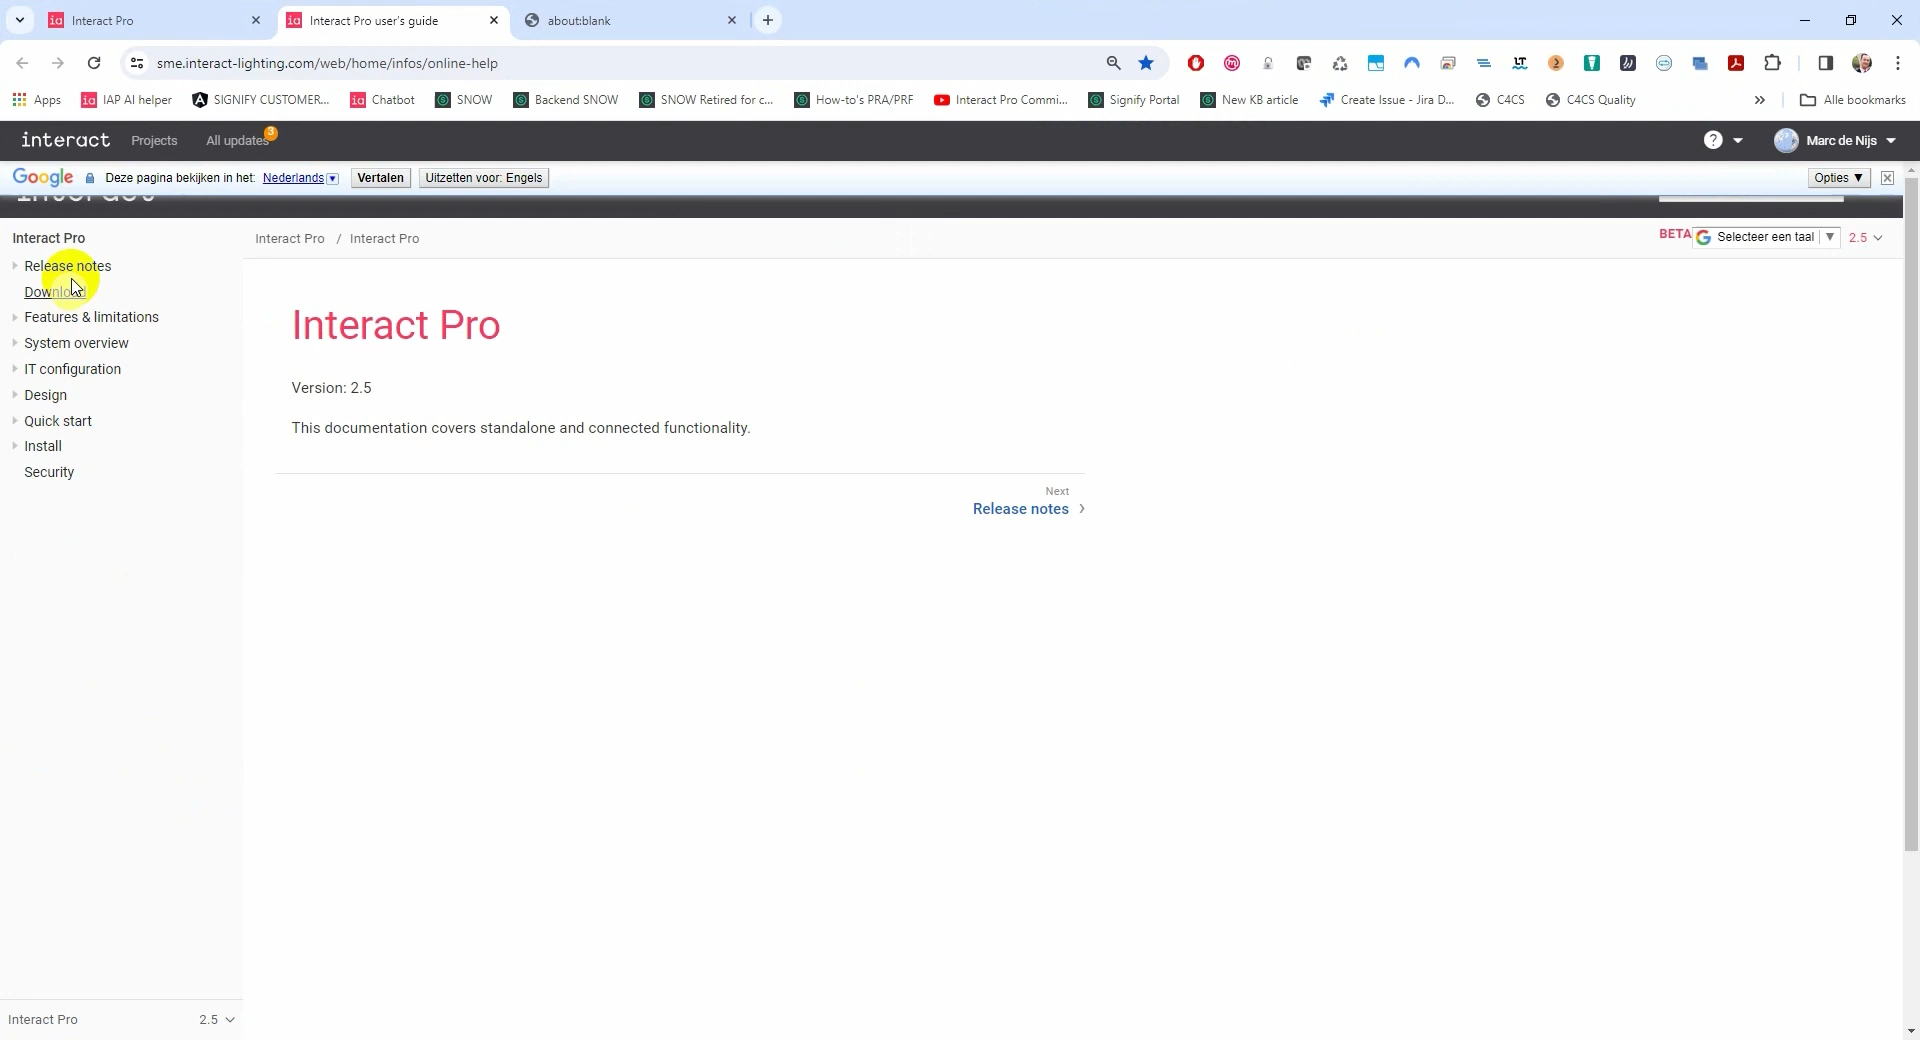 Interact Pro
Interact Pro user's guide
about:blank
sme.interact-lighting.com/web/home/infos/online-help
Apps
IAP AI helper
SIGNIFY CUSTOMER...
Chatbot
SNOW
Backend SNOW
SNOW Retired for c...
How-to's PRA/PRF
Interact Pro Commi...
Signify Portal
New KB article
Create Issue - Jira D...
C4CS
C4CS Quality
»
Alle bookmarks
interact
Projects
All updates
3
?
Marc de Nijs
Google
Deze pagina bekijken in het:
Nederlands
Vertalen
Uitzetten voor: Engels
Opties ▼
Interact Pro
Release notes
Download
Features & limitations
System overview
IT configuration
Design
Quick start
Install
Security
Interact Pro / Interact Pro
BETA
Selecteer een taal
2.5
Interact Pro
Version: 2.5
This documentation covers standalone and connected functionality.
Next
Release notes ›
Interact Pro
2.5